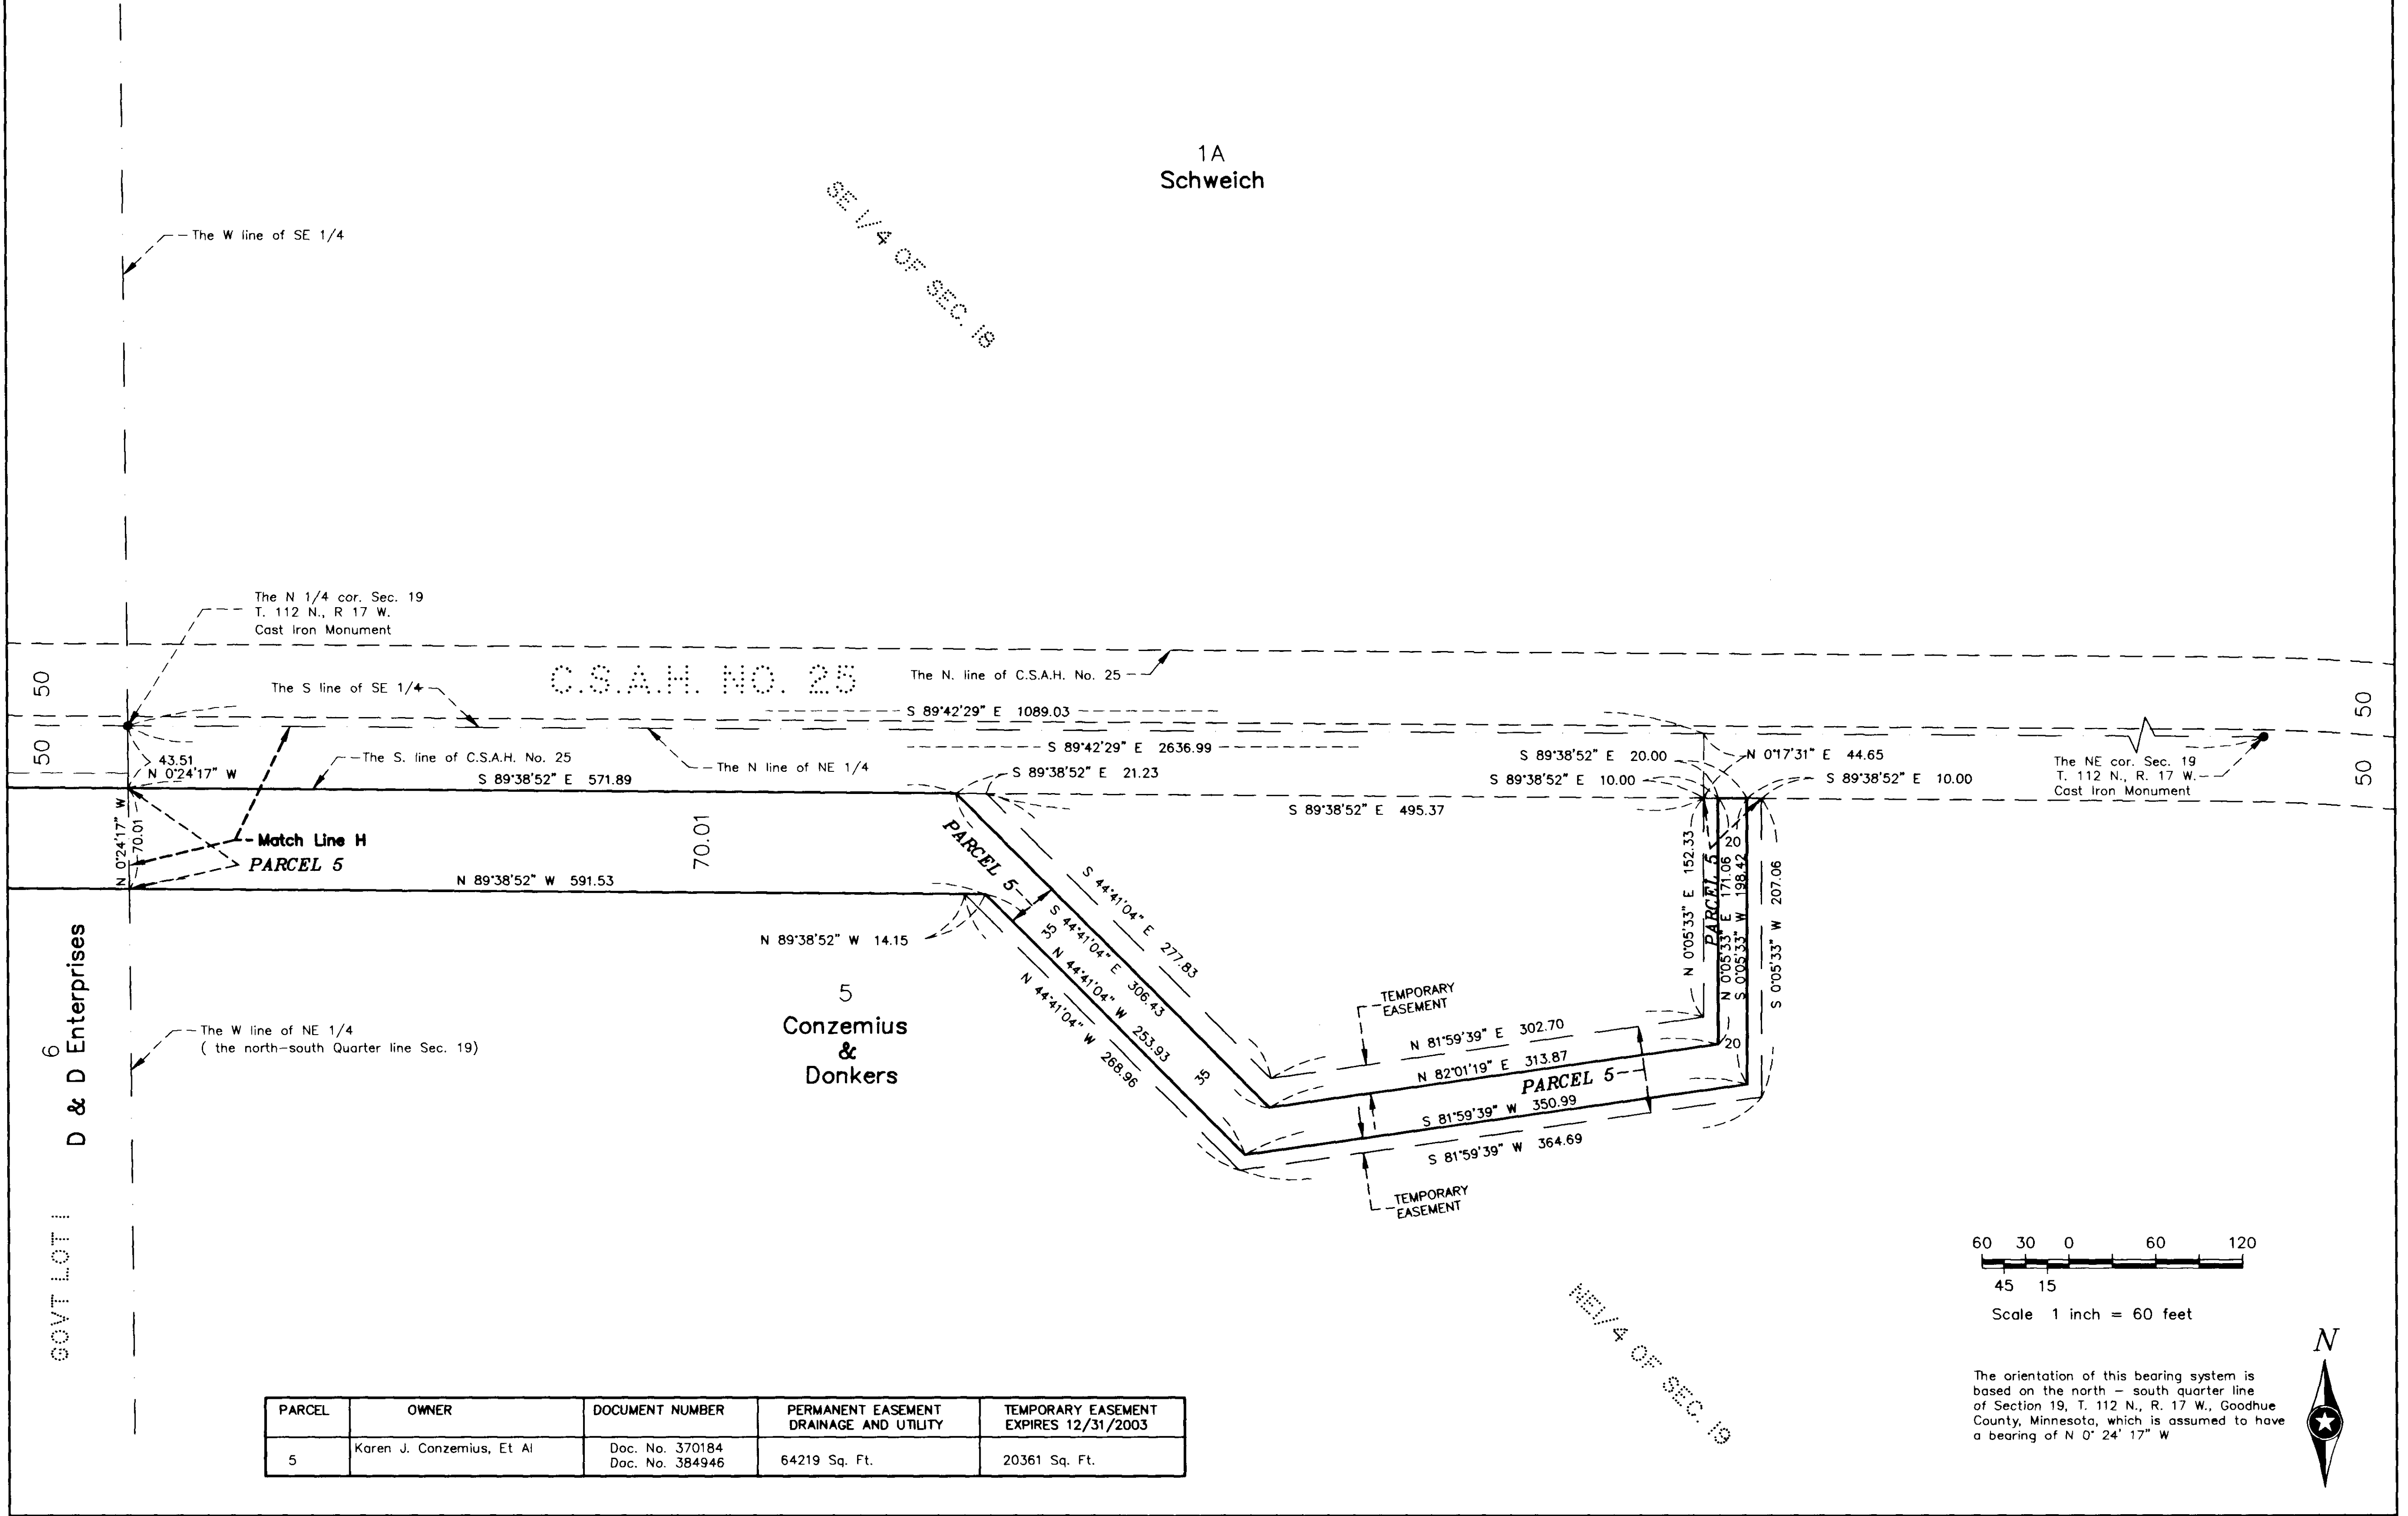 1A
Schweich
SE 1/4 OF SEC. 18
The W line of SE 1/4
The N 1/4 cor. Sec. 19
T. 112 N., R 17 W.
Cast Iron Monument
50
50
The S line of SE 1/4
C.S.A.H. NO. 25
The N. line of C.S.A.H. No. 25
S 89°42'29" E 1089.03
S 89°42'29" E 2636.99
50
50
43.51
N 0°24'17" W
The S. line of C.S.A.H. No. 25
The N line of NE 1/4
S 89°38'52" E 571.89
S 89°38'52" E 21.23
S 89°38'52" E 20.00
N 0°17'31" E 44.65
S 89°38'52" E 10.00
S 89°38'52" E 10.00
S 89°38'52" E 495.37
The NE cor. Sec. 19
T. 112 N., R. 17 W.
Cast Iron Monument
N 0°24'17" W
70.01
Match Line H
PARCEL 5
70.01
N 89°38'52" W 591.53
N 89°38'52" W 14.15
PARCEL 5
S 44°41'04" E 277.83
S 44°41'04" E 306.43
35
N 44°41'04" W 253.93
N 44°41'04" W 268.96
35
N 0°05'33" E 152.33
PARCEL 5
N 0°05'33" E 171.06
S 0°05'33" W 198.42
S 0°05'33" W 207.06
20
20
TEMPORARY
EASEMENT
N 81°59'39" E 302.70
N 82°01'19" E 313.87
PARCEL 5
S 81°59'39" W 350.99
S 81°59'39" W 364.69
TEMPORARY
EASEMENT
5
Conzemius
&
Donkers
6
D & D Enterprises
The W line of NE 1/4
( the north-south Quarter line Sec. 19)
GOVT LOT 1
NE1/4 OF SEC. 19
60 30 0 60 120
45 15
Scale 1 inch = 60 feet
N
The orientation of this bearing system is
based on the north – south quarter line
of Section 19, T. 112 N., R. 17 W., Goodhue
County, Minnesota, which is assumed to have
a bearing of N 0° 24' 17" W
PARCEL OWNER DOCUMENT NUMBER PERMANENT EASEMENT TEMPORARY EASEMENT
DRAINAGE AND UTILITY EXPIRES 12/31/2003
5 Karen J. Conzemius, Et Al Doc. No. 370184 64219 Sq. Ft. 20361 Sq. Ft.
Doc. No. 384946